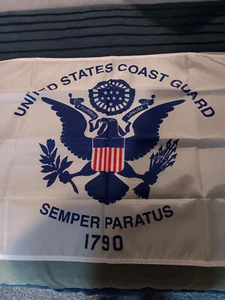 UNITED STATES COAST GUARD
SEMPER PARATUS
1790